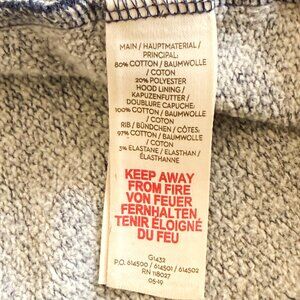 MAIN / HAUPTMATERIAL /
PRINCIPAL:
80% COTTON / BAUMWOLLE
/ COTON
20% POLYESTER
HOOD LINING /
KAPUZENFUTTER /
DOUBLURE CAPUCHE:
100% COTTON / BAUMWOLLE
/ COTON
RIB / BÜNDCHEN / CÔTES:
97% COTTON / BAUMWOLLE
/ COTON
3% ELASTANE / ELASTHAN /
ÉLASTHANNE
KEEP AWAY
FROM FIRE
VON FEUER
FERNHALTEN
TENIR ÉLOIGNÉ
DU FEU
G1432
P.O. 614500 / 614501 / 614502
RN 118027
05-19